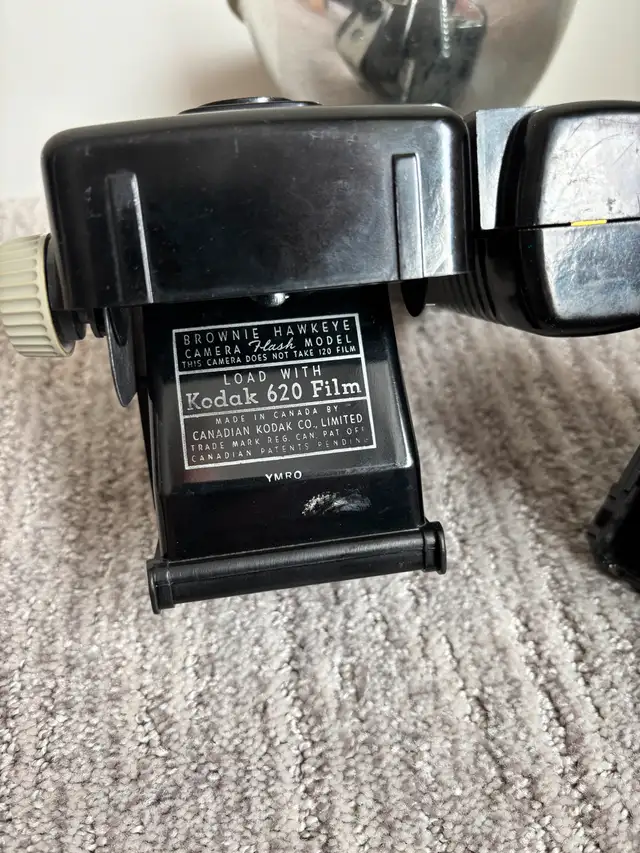 BROWNIE HAWKEYE
CAMERA Flash MODEL
THIS CAMERA DOES NOT TAKE 120 FILM
LOAD WITH
Kodak 620 Film
MADE IN CANADA BY
CANADIAN KODAK CO., LIMITED
TRADE MARK REG. CAN. PAT OFF
CANADIAN PATENTS PENDING
YMRO